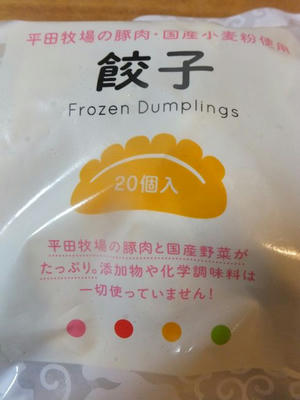 平田牧場の豚肉・国産小麦粉使用
餃子
Frozen Dumplings
20個入
平田牧場の豚肉と国産野菜が
たっぷり。添加物や化学調味料は
一切使っていません!